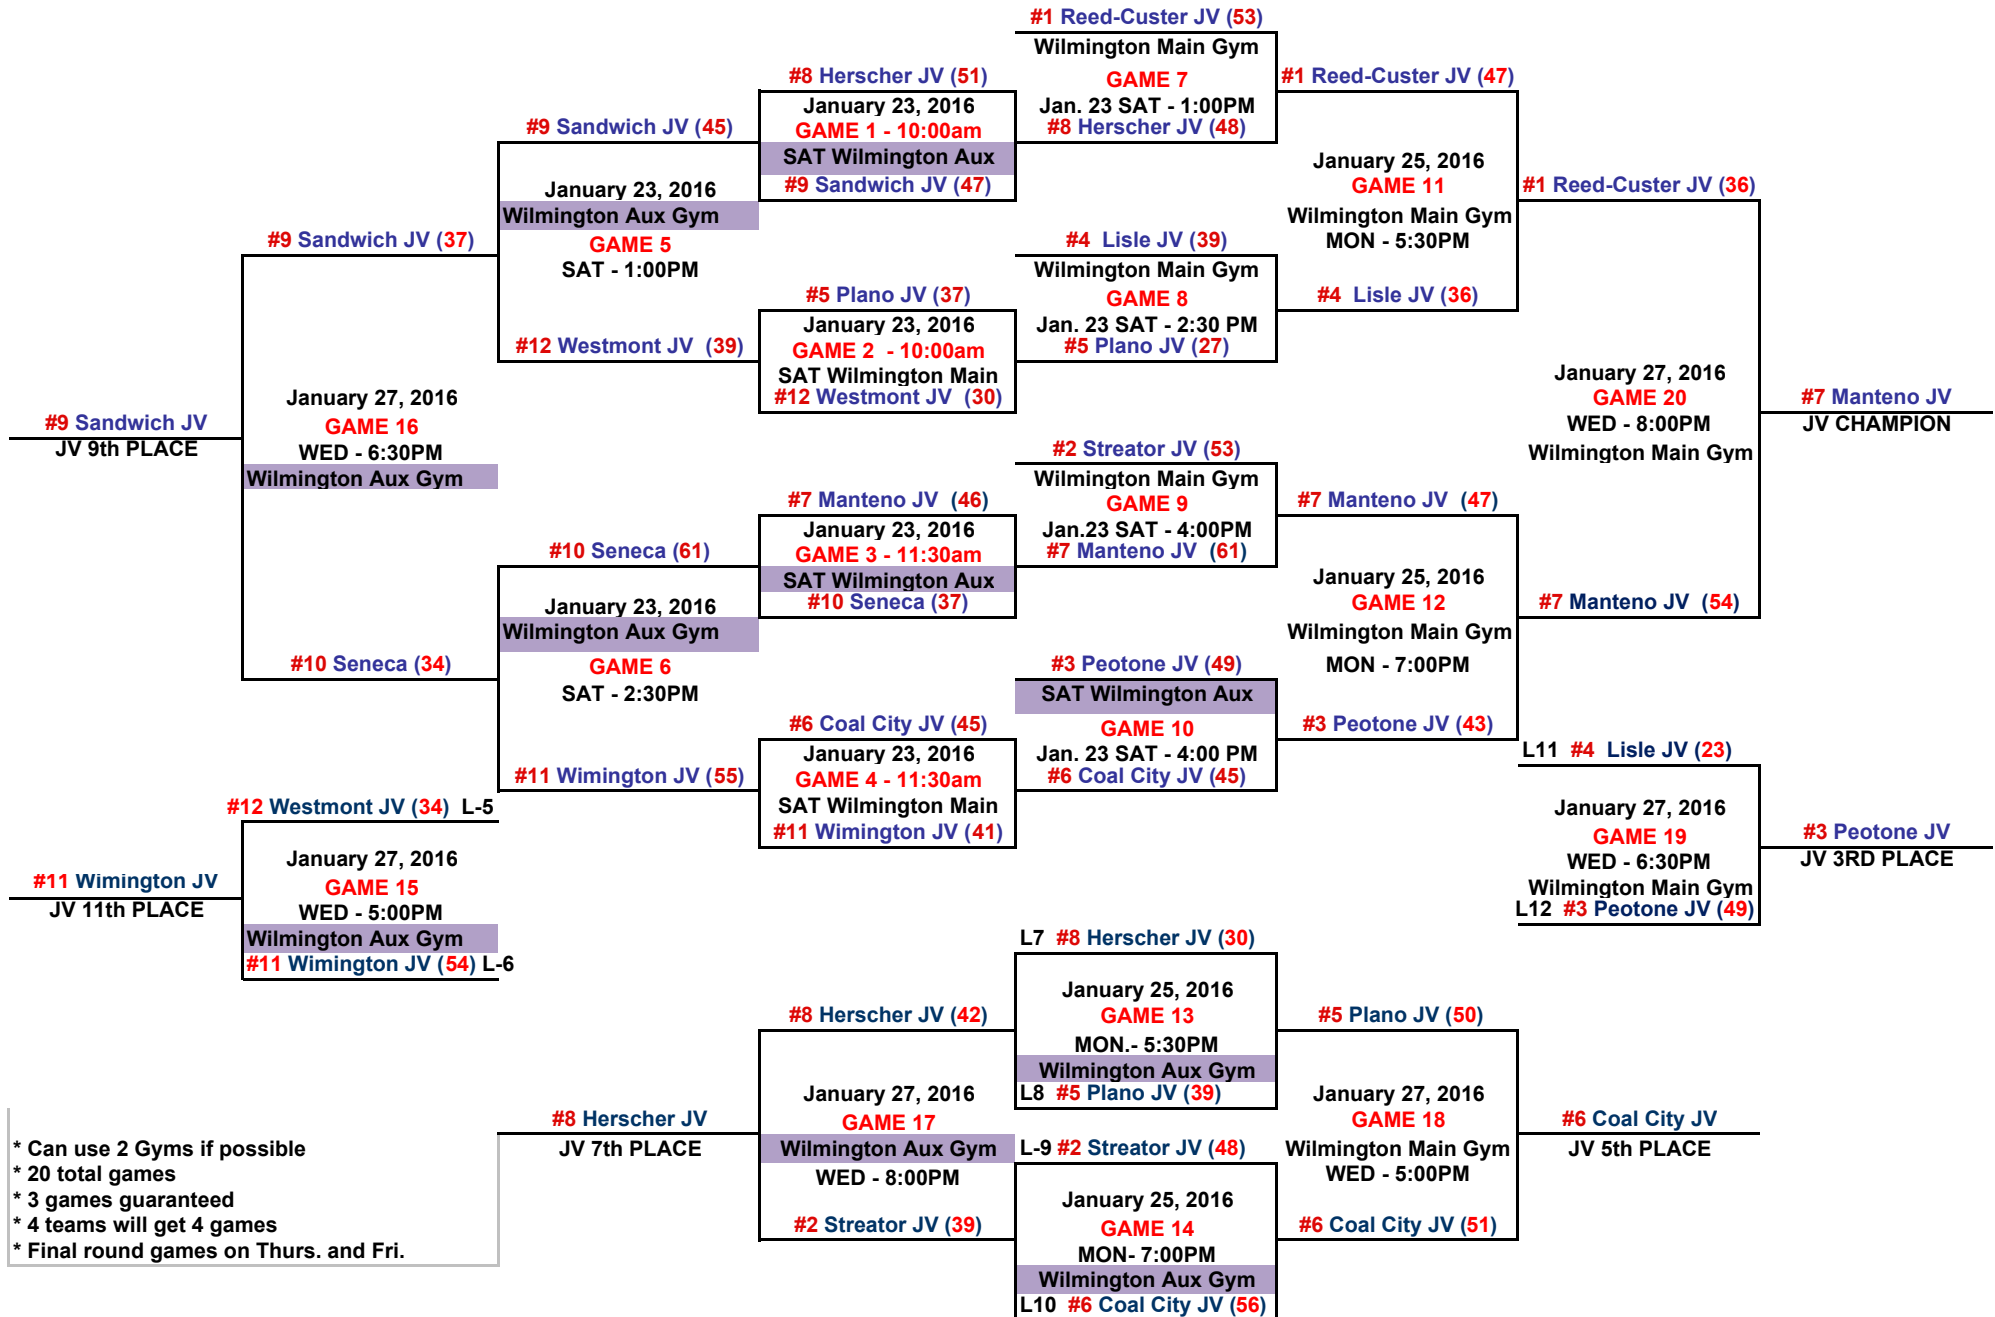 #1 Reed-Custer JV (53)
Wilmington Main Gym
GAME 7
Jan. 23 SAT - 1:00PM
#8 Herscher JV (48)
#8 Herscher JV (51)
January 23, 2016
GAME 1 - 10:00am
SAT Wilmington Aux
#9 Sandwich JV (47)
#1 Reed-Custer JV (47)
January 25, 2016
GAME 11
Wilmington Main Gym
MON - 5:30PM
#4 Lisle JV (36)
#9 Sandwich JV (45)
January 23, 2016
Wilmington Aux Gym
GAME 5
SAT - 1:00PM
#12 Westmont JV (39)
#1 Reed-Custer JV (36)
#9 Sandwich JV (37)
#4 Lisle JV (39)
Wilmington Main Gym
GAME 8
Jan. 23 SAT - 2:30 PM
#5 Plano JV (27)
#5 Plano JV (37)
January 23, 2016
GAME 2 - 10:00am
SAT Wilmington Main
#12 Westmont JV (30)
January 27, 2016
GAME 20
WED - 8:00PM
Wilmington Main Gym
#7 Manteno JV
JV CHAMPION
#9 Sandwich JV
JV 9th PLACE
January 27, 2016
GAME 16
WED - 6:30PM
Wilmington Aux Gym
#2 Streator JV (53)
Wilmington Main Gym
GAME 9
Jan.23 SAT - 4:00PM
#7 Manteno JV (61)
#7 Manteno JV (46)
January 23, 2016
GAME 3 - 11:30am
SAT Wilmington Aux
#10 Seneca (37)
#7 Manteno JV (47)
January 25, 2016
GAME 12
Wilmington Main Gym
MON - 7:00PM
#3 Peotone JV (43)
#10 Seneca (61)
January 23, 2016
Wilmington Aux Gym
GAME 6
SAT - 2:30PM
#11 Wimington JV (55)
#7 Manteno JV (54)
#10 Seneca (34)
#3 Peotone JV (49)
SAT Wilmington Aux
GAME 10
Jan. 23 SAT - 4:00 PM
#6 Coal City JV (45)
#6 Coal City JV (45)
January 23, 2016
GAME 4 - 11:30am
SAT Wilmington Main
#11 Wimington JV (41)
L11 #4 Lisle JV (23)
January 27, 2016
GAME 19
WED - 6:30PM
Wilmington Main Gym
L12 #3 Peotone JV (49)
#3 Peotone JV
JV 3RD PLACE
#12 Westmont JV (34) L-5
January 27, 2016
GAME 15
WED - 5:00PM
Wilmington Aux Gym
#11 Wimington JV (54) L-6
#11 Wimington JV
JV 11th PLACE
L7 #8 Herscher JV (30)
January 25, 2016
GAME 13
MON.- 5:30PM
Wilmington Aux Gym
L8 #5 Plano JV (39)
#8 Herscher JV (42)
January 27, 2016
GAME 17
Wilmington Aux Gym
WED - 8:00PM
#2 Streator JV (39)
#5 Plano JV (50)
January 27, 2016
GAME 18
Wilmington Main Gym
WED - 5:00PM
#6 Coal City JV (51)
#8 Herscher JV
JV 7th PLACE
#6 Coal City JV
JV 5th PLACE
L-9 #2 Streator JV (48)
January 25, 2016
GAME 14
MON- 7:00PM
Wilmington Aux Gym
L10 #6 Coal City JV (56)
* Can use 2 Gyms if possible
* 20 total games
* 3 games guaranteed
* 4 teams will get 4 games
* Final round games on Thurs. and Fri.